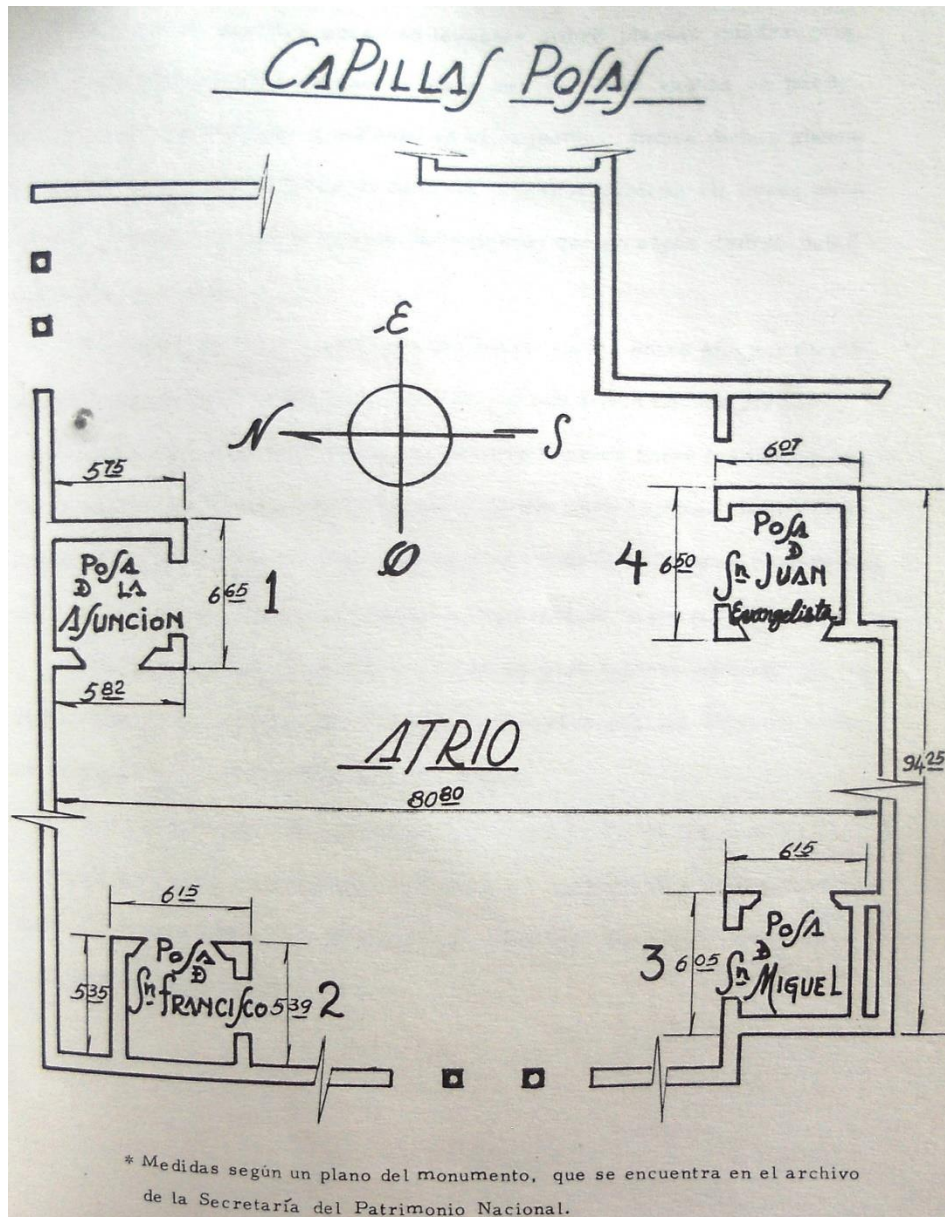 CAPILLAS POSAS
E
N
S
O
5 75
POSA
D LA
ASUNCION
6 65
1
5 82
6 07
4
6 50
POSA
D
Sn JUAN
Evangelista
ATRIO
80 80
94 25
6 15
POSA
D
Sn FRANCISCO
5 35
5 39
2
6 15
3
6 05
POSA
D
Sn MIGUEL
* Medidas según un plano del monumento, que se encuentra en el archivo
de la Secretaría del Patrimonio Nacional.